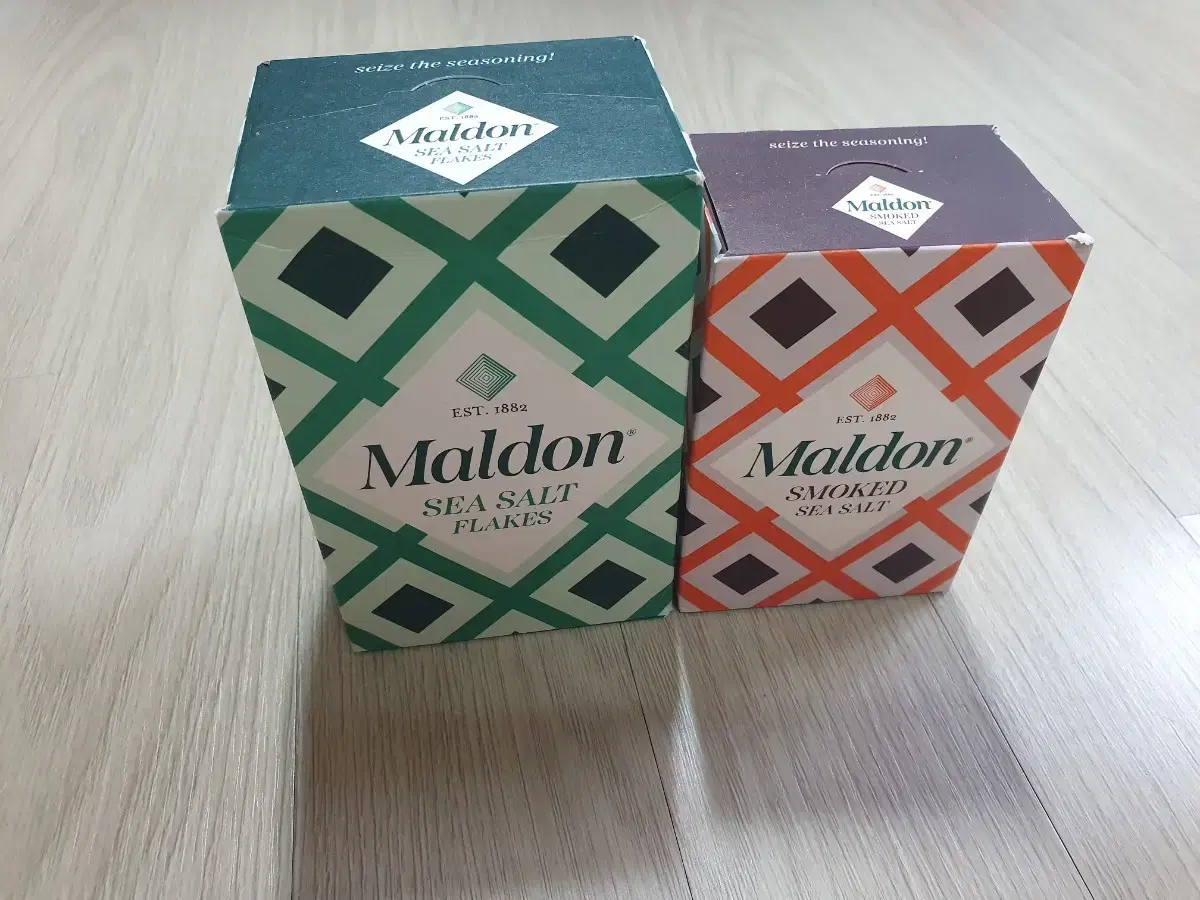 seize the seasoning!
EST. 1882
Maldon
SEA SALT
FLAKES
EST. 1882
Maldon®
SEA SALT
FLAKES
seize the seasoning!
EST. 1882
Maldon
SMOKED
SEA SALT
EST. 1882
Maldon®
SMOKED
SEA SALT